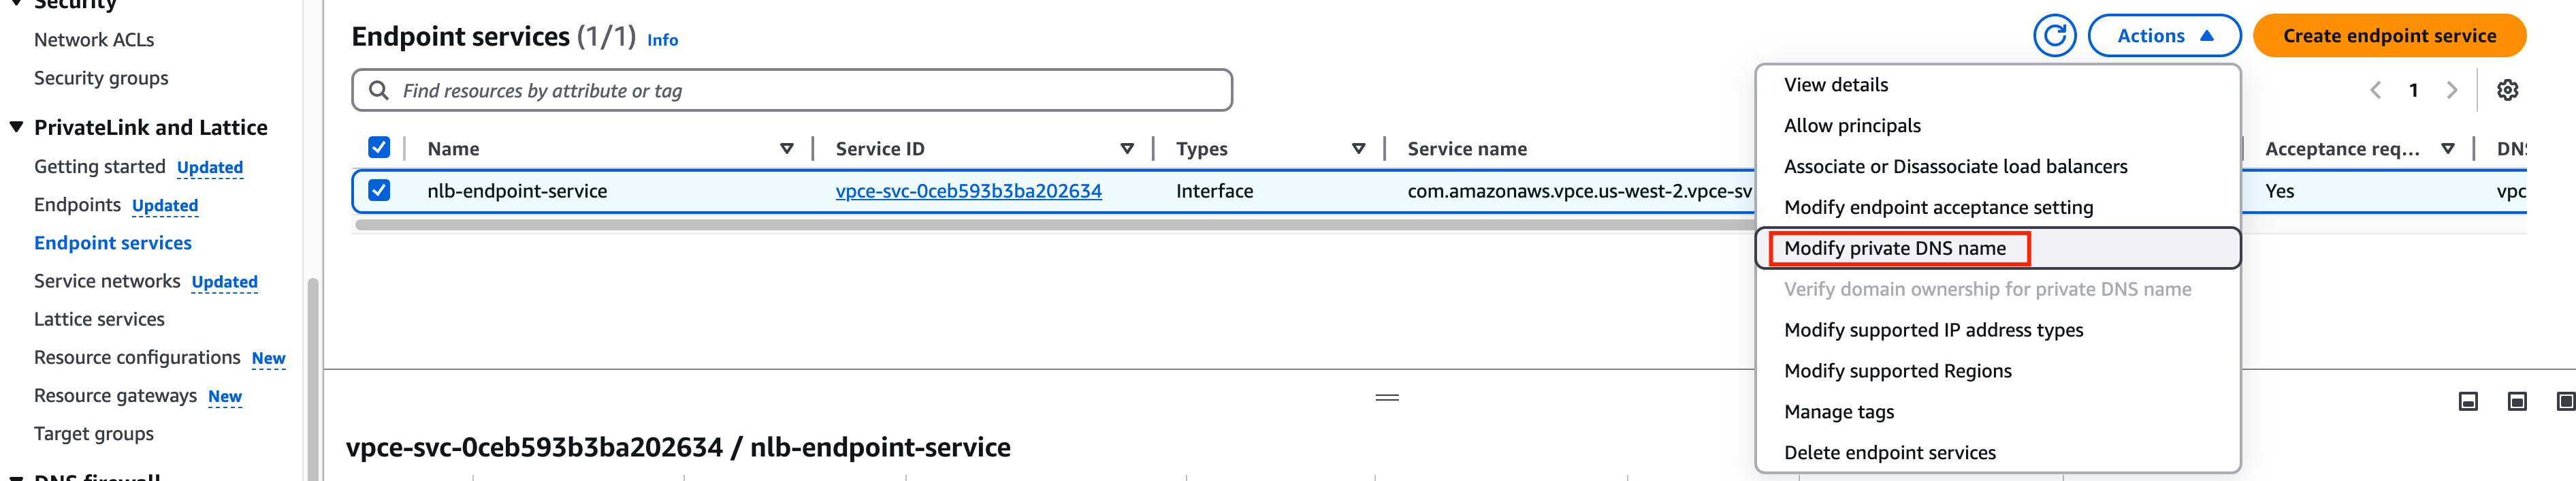 Security
Network ACLs
Security groups
PrivateLink and Lattice
Getting started Updated
Endpoints Updated
Endpoint services
Service networks Updated
Lattice services
Resource configurations New
Resource gateways New
Target groups
DNS firewall
Endpoint services (1/1) Info
Actions
Create endpoint service
Find resources by attribute or tag
1
Name Service ID Types Service name Acceptance req... DNS
nlb-endpoint-service vpce-svc-0ceb593b3ba202634 Interface com.amazonaws.vpce.us-west-2.vpce-sv Yes vpc
View details
Allow principals
Associate or Disassociate load balancers
Modify endpoint acceptance setting
Modify private DNS name
Verify domain ownership for private DNS name
Modify supported IP address types
Modify supported Regions
Manage tags
Delete endpoint services
vpce-svc-0ceb593b3ba202634 / nlb-endpoint-service